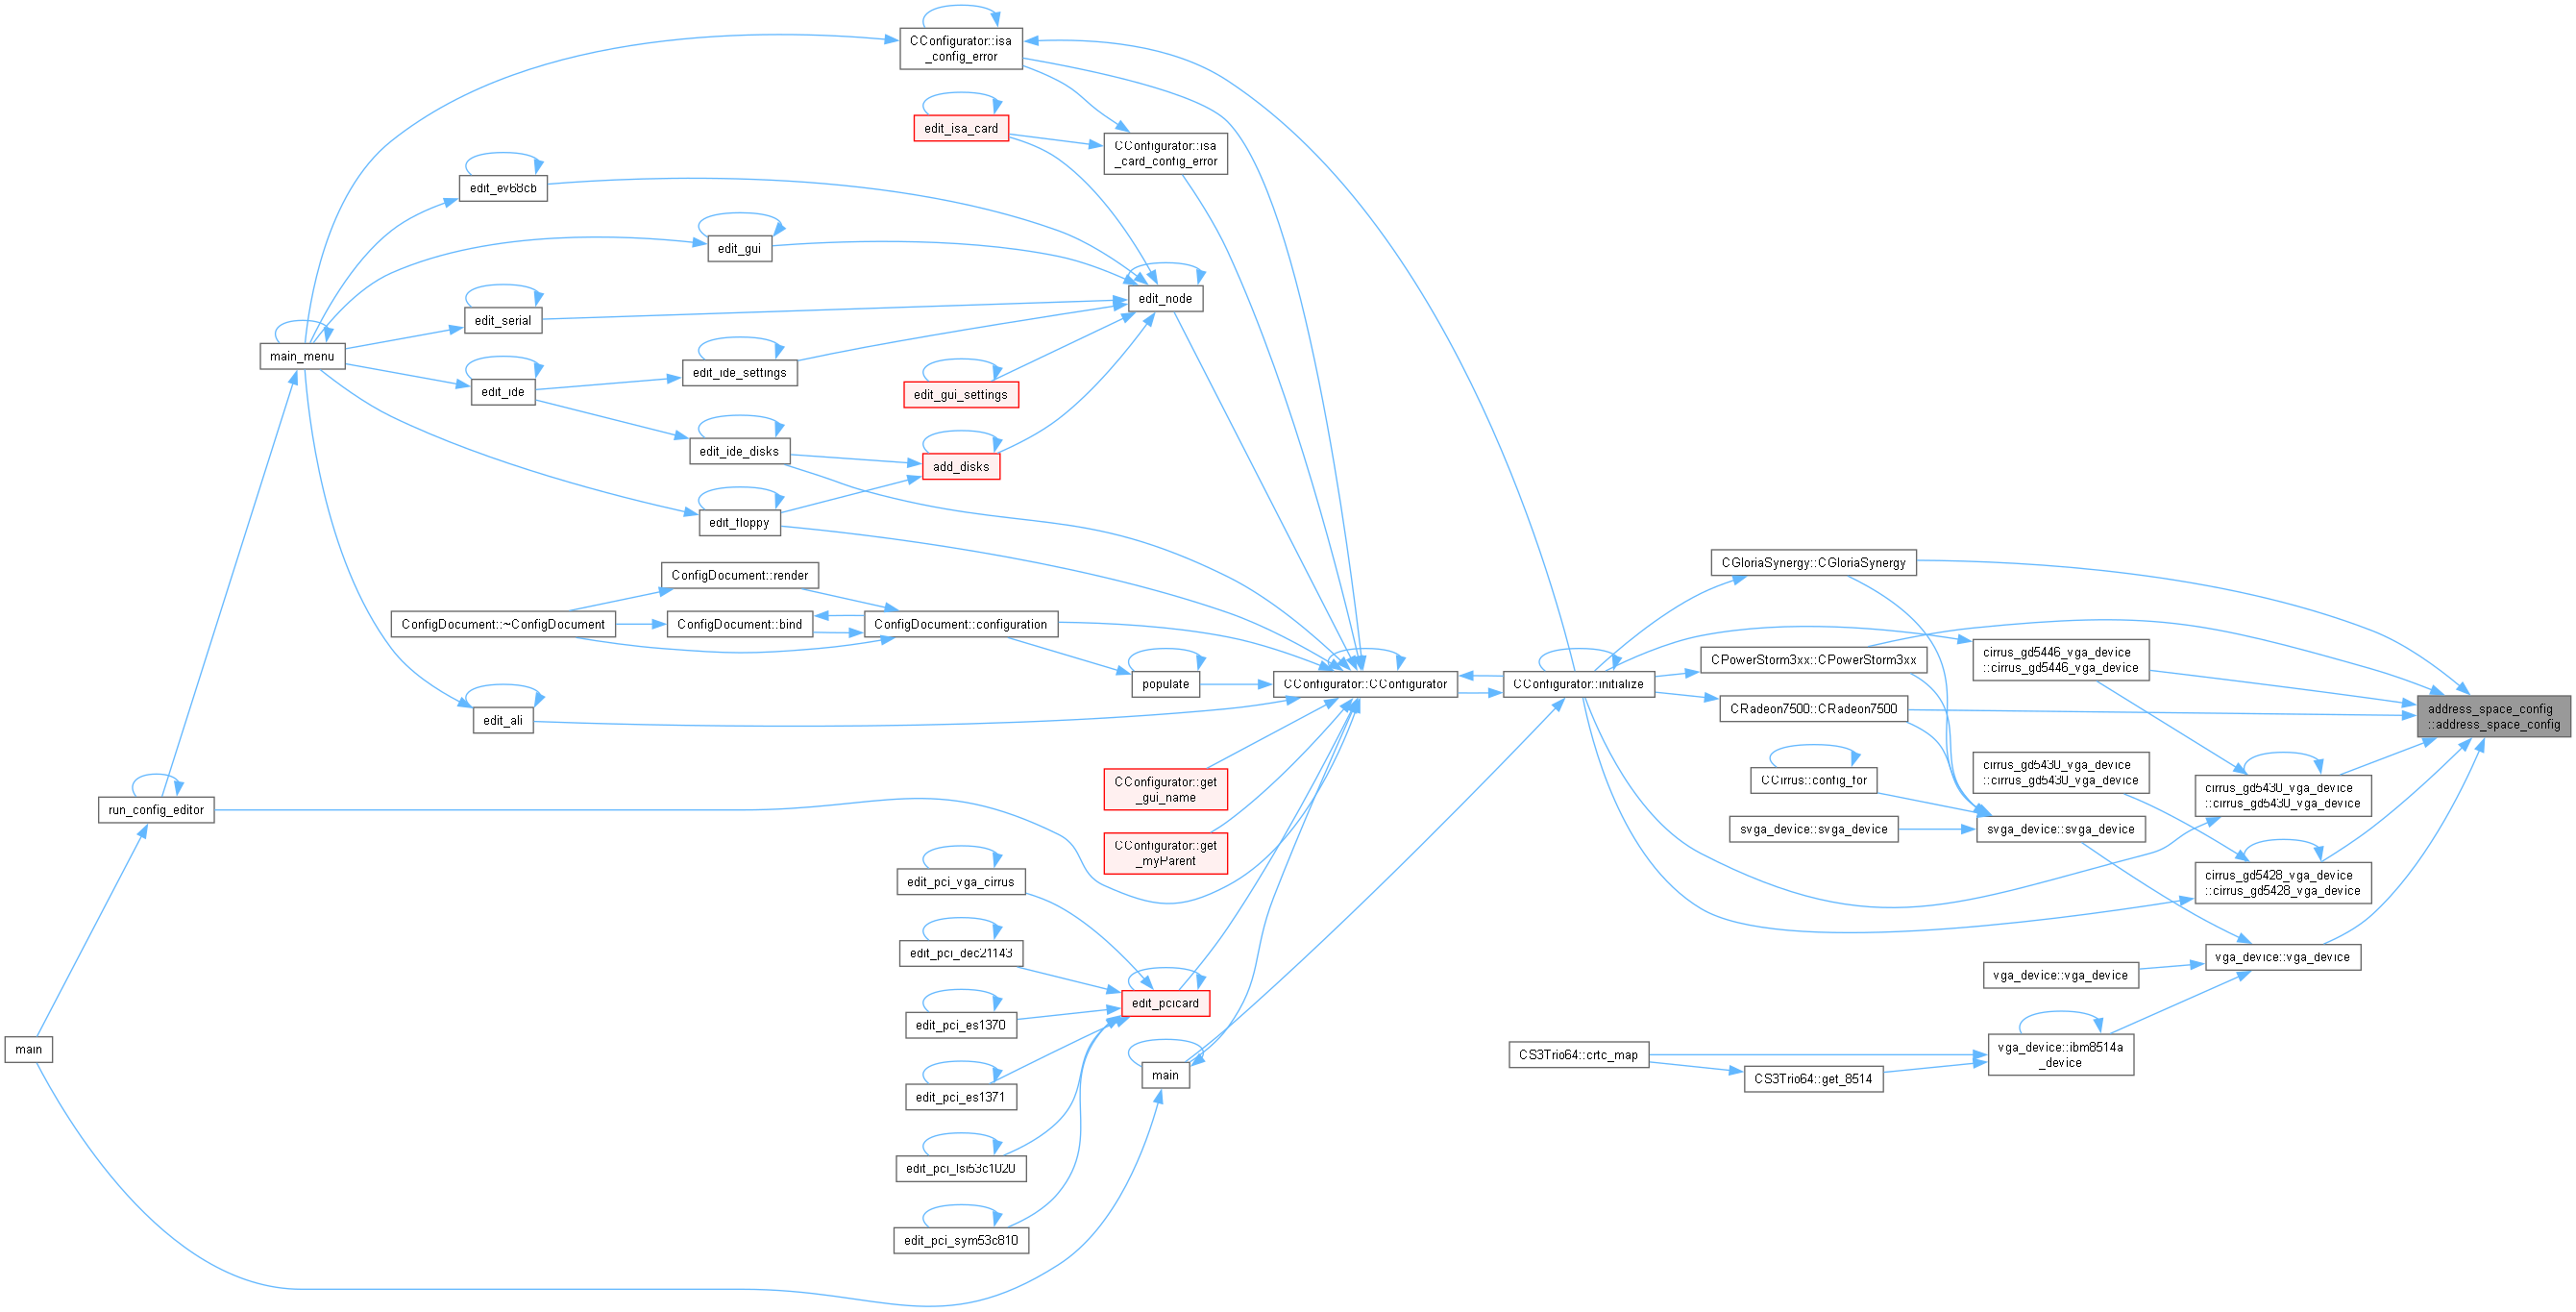 CConfigurator::isa
_config_error
edit_isa_card
CConfigurator::isa
_card_config_error
edit_ev68cb
edit_gui
edit_node
edit_serial
main_menu
edit_ide_settings
edit_ide
edit_gui_settings
edit_ide_disks
add_disks
edit_floppy
CGloriaSynergy::CGloriaSynergy
ConfigDocument::render
ConfigDocument::~ConfigDocument
ConfigDocument::bind
ConfigDocument::configuration
cirrus_gd5446_vga_device
::cirrus_gd5446_vga_device
CPowerStorm3xx::CPowerStorm3xx
populate
CConfigurator::CConfigurator
CConfigurator::initialize
CRadeon7500::CRadeon7500
address_space_config
::address_space_config
edit_ali
CCirrus::config_for
cirrus_gd5430_vga_device
::cirrus_gd5430_vga_device
cirrus_gd5430_vga_device
::cirrus_gd5430_vga_device
CConfigurator::get
_gui_name
run_config_editor
svga_device::svga_device
svga_device::svga_device
CConfigurator::get
_myParent
edit_pci_vga_cirrus
cirrus_gd5428_vga_device
::cirrus_gd5428_vga_device
edit_pci_dec21143
vga_device::vga_device
vga_device::vga_device
edit_pcicard
edit_pci_es1370
main
vga_device::ibm8514a
_device
CS3Trio64::crtc_map
main
CS3Trio64::get_8514
edit_pci_es1371
edit_pci_lsi53c1020
edit_pci_sym53c810